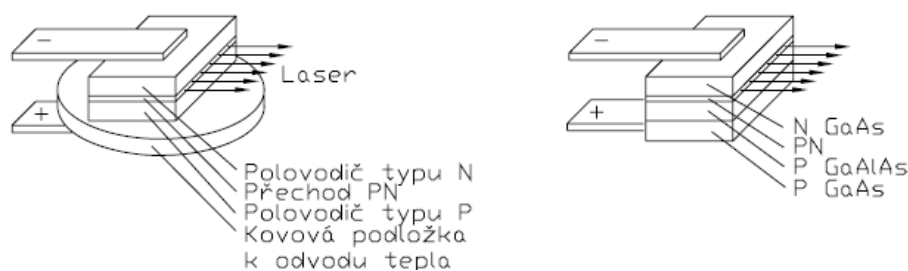 -
+
Laser
Polovodič typu N
Přechod PN
Polovodič typu P
Kovová podložka
k odvodu tepla
-
+
N GaAs
PN
P GaAlAs
P GaAs